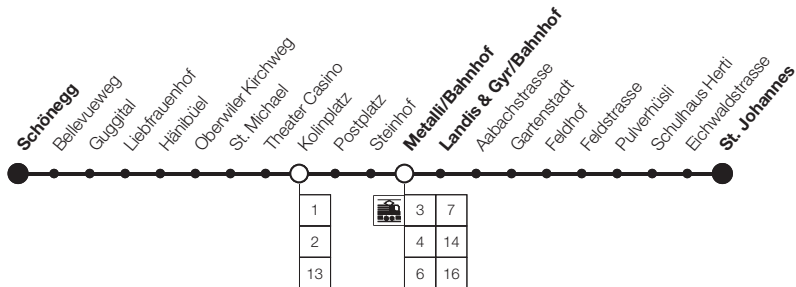 Schönegg
Bellevueweg
Guggital
Liebfrauenhof
Hänibüel
Oberwiler Kirchweg
St. Michael
Theater Casino
Kolinplatz
Postplatz
Steinhof
Metalli/Bahnhof
Landis & Gyr/Bahnhof
Aabachstrasse
Gartenstadt
Feldhof
Feldstrasse
Pulverhüsli
Schulhaus Herti
Eichwaldstrasse
St. Johannes
1
2
13
3 7
4 14
6 16